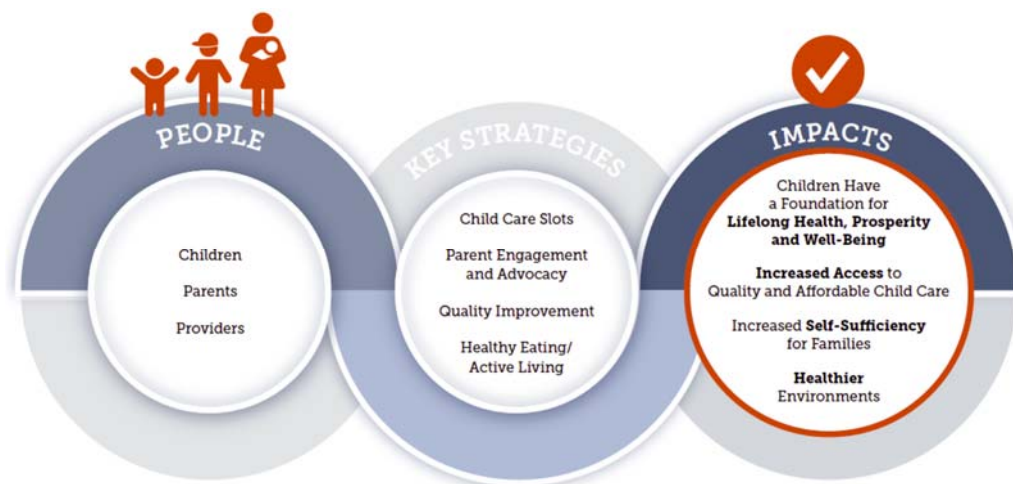 PEOPLE
Children
Parents
Providers
KEY STRATEGIES
Child Care Slots
Parent Engagement
and Advocacy
Quality Improvement
Healthy Eating/
Active Living
IMPACTS
Children Have
a Foundation for
Lifelong Health, Prosperity
and Well-Being
Increased Access to
Quality and Affordable Child Care
Increased Self-Sufficiency
for Families
Healthier
Environments